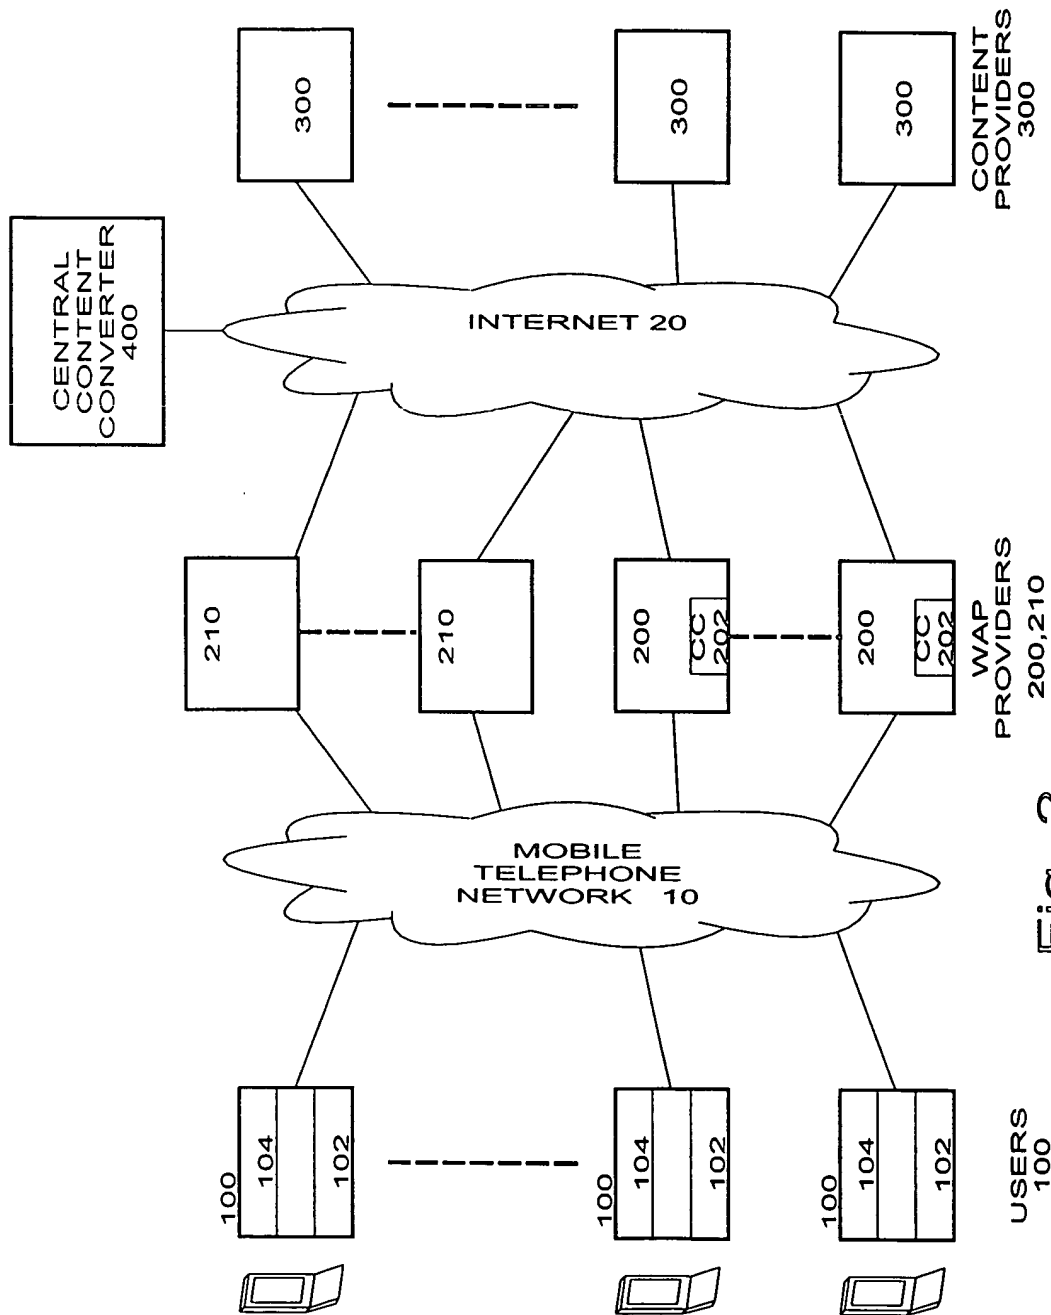 CENTRAL
CONTENT
CONVERTER
400
100
104
102
100
104
102
100
104
102
USERS
100
MOBILE
TELEPHONE
NETWORK 10
210
210
200
CC
202
200
CC
202
WAP
PROVIDERS
200,210
INTERNET 20
300
300
300
CONTENT
PROVIDERS
300
Fig.